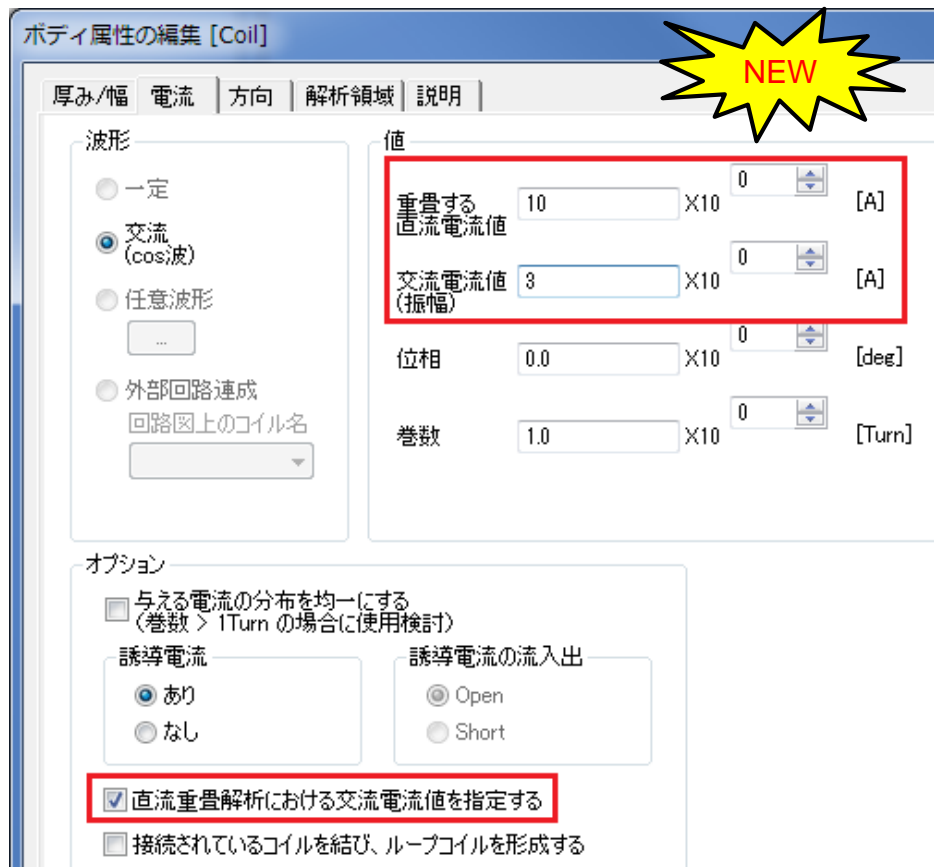 ボディ属性の編集 [Coil]
NEW
厚み/幅 電流 方向 解析領域 説明
波形
一定
交流
(cos波)
任意波形
...
外部回路連成
回路図上のコイル名
値
重畳する
直流電流値
10 X10 0 [A]
交流電流値
(振幅)
3 X10 0 [A]
位相 0.0 X10 0 [deg]
巻数 1.0 X10 0 [Turn]
オプション
与える電流の分布を均一にする
(巻数 > 1Turn の場合に使用検討)
誘導電流
あり
なし
誘導電流の流入出
Open
Short
直流重畳解析における交流電流値を指定する
接続されているコイルを結び、ループコイルを形成する